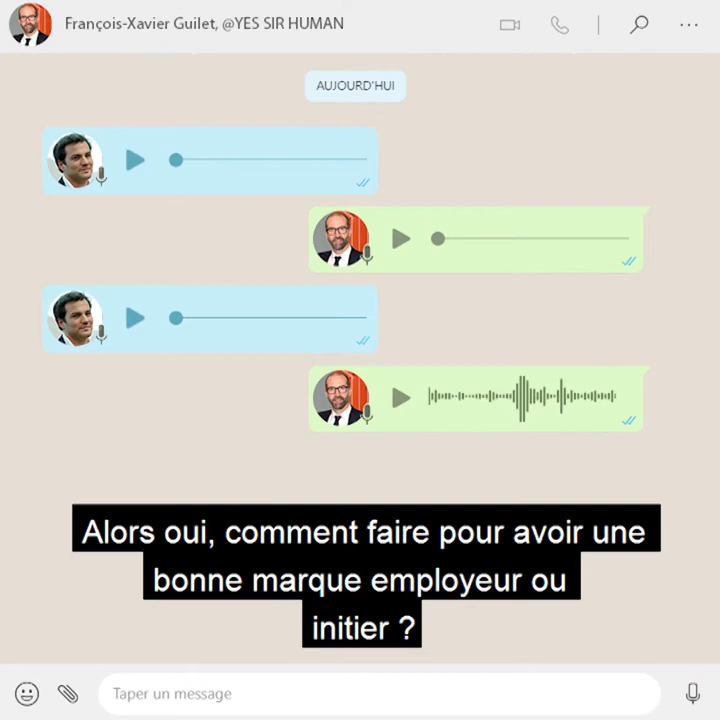 François-Xavier Guilet, @YES SIR HUMAN
AUJOURD'HUI
Alors oui, comment faire pour avoir une
bonne marque employeur ou
initier ?
Taper un message